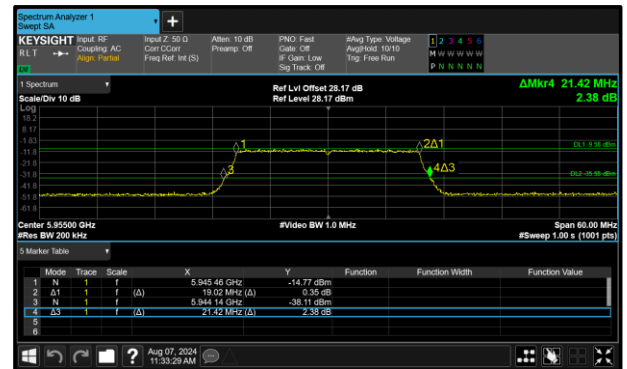 Spectrum Analyzer 1
Swept SA
+
KEYSIGHT
Input: RF
Input Z: 50 Ω
Atten: 10 dB
PNO: Fast
#Avg Type: Voltage
1 2 3 4 5 6
RLT
Coupling: AC
Corr CCorr
Preamp: Off
Gate: Off
Avg|Hold: 10/10
M W W W W W
Align: Partial
Freq Ref: Int (S)
IF Gain: Low
Trig: Free Run
Sig Track: Off
P N N N N N
1 Spectrum
Ref Lvl Offset 28.17 dB
ΔMkr4 21.42 MHz
Scale/Div 10 dB
Ref Level 28.17 dBm
2.38 dB
Log
18.2
8.17
-1.83
1
2Δ1
DL1 -9.58 dBm
-11.8
-21.8
3
4Δ3
-31.8
DL2 -35.58 dBm
-41.8
-51.8
-61.8
Center 5.95500 GHz
#Video BW 1.0 MHz
Span 60.00 MHz
#Res BW 200 kHz
#Sweep 1.00 s (1001 pts)
5 Marker Table
Mode Trace Scale X Y Function Function Width Function Value
1 N 1 f 5.945 46 GHz -14.77 dBm
2 Δ1 1 f (Δ) 19.02 MHz (Δ) 0.35 dB
3 N 1 f 5.944 14 GHz -38.11 dBm
4 Δ3 1 f (Δ) 21.42 MHz (Δ) 2.38 dB
5
6
?
Aug 07, 2024
11:33:29 AM